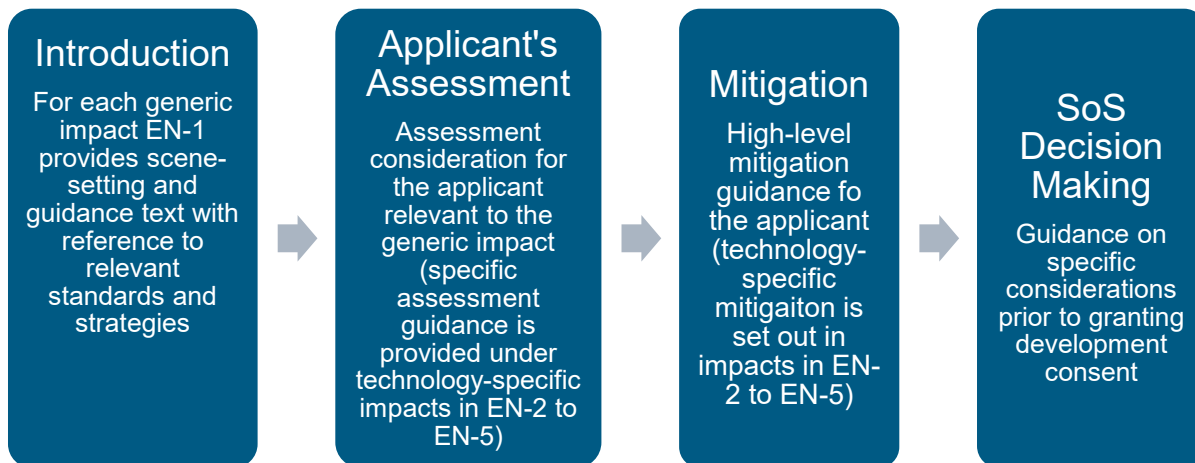 Introduction
For each generic
impact EN-1
provides scene-
setting and
guidance text with
reference to
relevant
standards and
strategies
Applicant's
Assessment
Assessment
consideration for
the applicant
relevant to the
generic impact
(specific
assessment
guidance is
provided under
technology-specific
impacts in EN-2 to
EN-5)
Mitigation
High-level
mitigation
guidance fo
the applicant
(technology-
specific
mitigaiton is
set out in
impacts in EN-
2 to EN-5)
SoS
Decision
Making
Guidance on
specific
considerations
prior to granting
development
consent